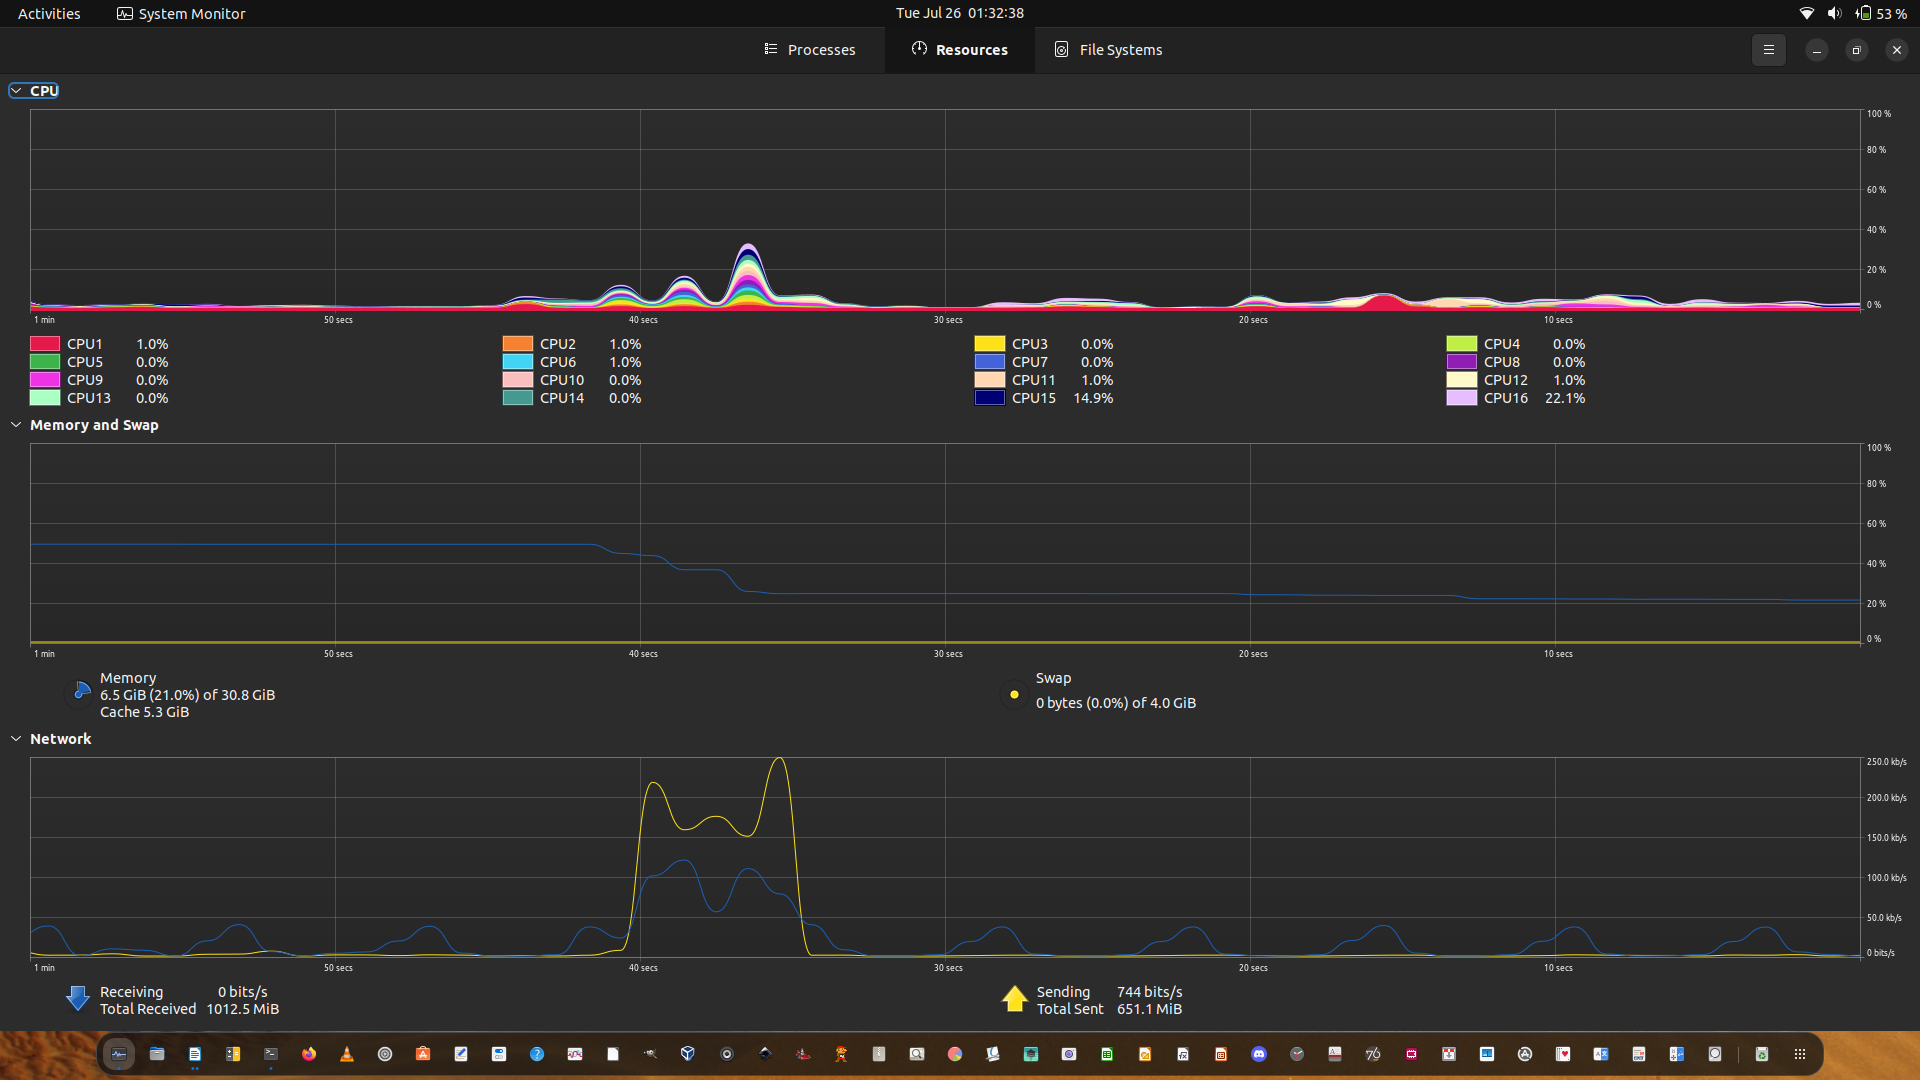 Activities System Monitor Tue Jul 26 01:32:38 53 %
Processes Resources File Systems
CPU
100 %
80 %
60 %
40 %
20 %
0 %
1 min 50 secs 40 secs 30 secs 20 secs 10 secs
CPU1 1.0% CPU2 1.0% CPU3 0.0% CPU4 0.0%
CPU5 0.0% CPU6 1.0% CPU7 0.0% CPU8 0.0%
CPU9 0.0% CPU10 0.0% CPU11 1.0% CPU12 1.0%
CPU13 0.0% CPU14 0.0% CPU15 14.9% CPU16 22.1%
Memory and Swap
100 %
80 %
60 %
40 %
20 %
0 %
1 min 50 secs 40 secs 30 secs 20 secs 10 secs
Memory
6.5 GiB (21.0%) of 30.8 GiB
Cache 5.3 GiB
Swap
0 bytes (0.0%) of 4.0 GiB
Network
250.0 kb/s
200.0 kb/s
150.0 kb/s
100.0 kb/s
50.0 kb/s
0 bits/s
1 min 50 secs 40 secs 30 secs 20 secs 10 secs
Receiving 0 bits/s
Total Received 1012.5 MiB
Sending 744 bits/s
Total Sent 651.1 MiB